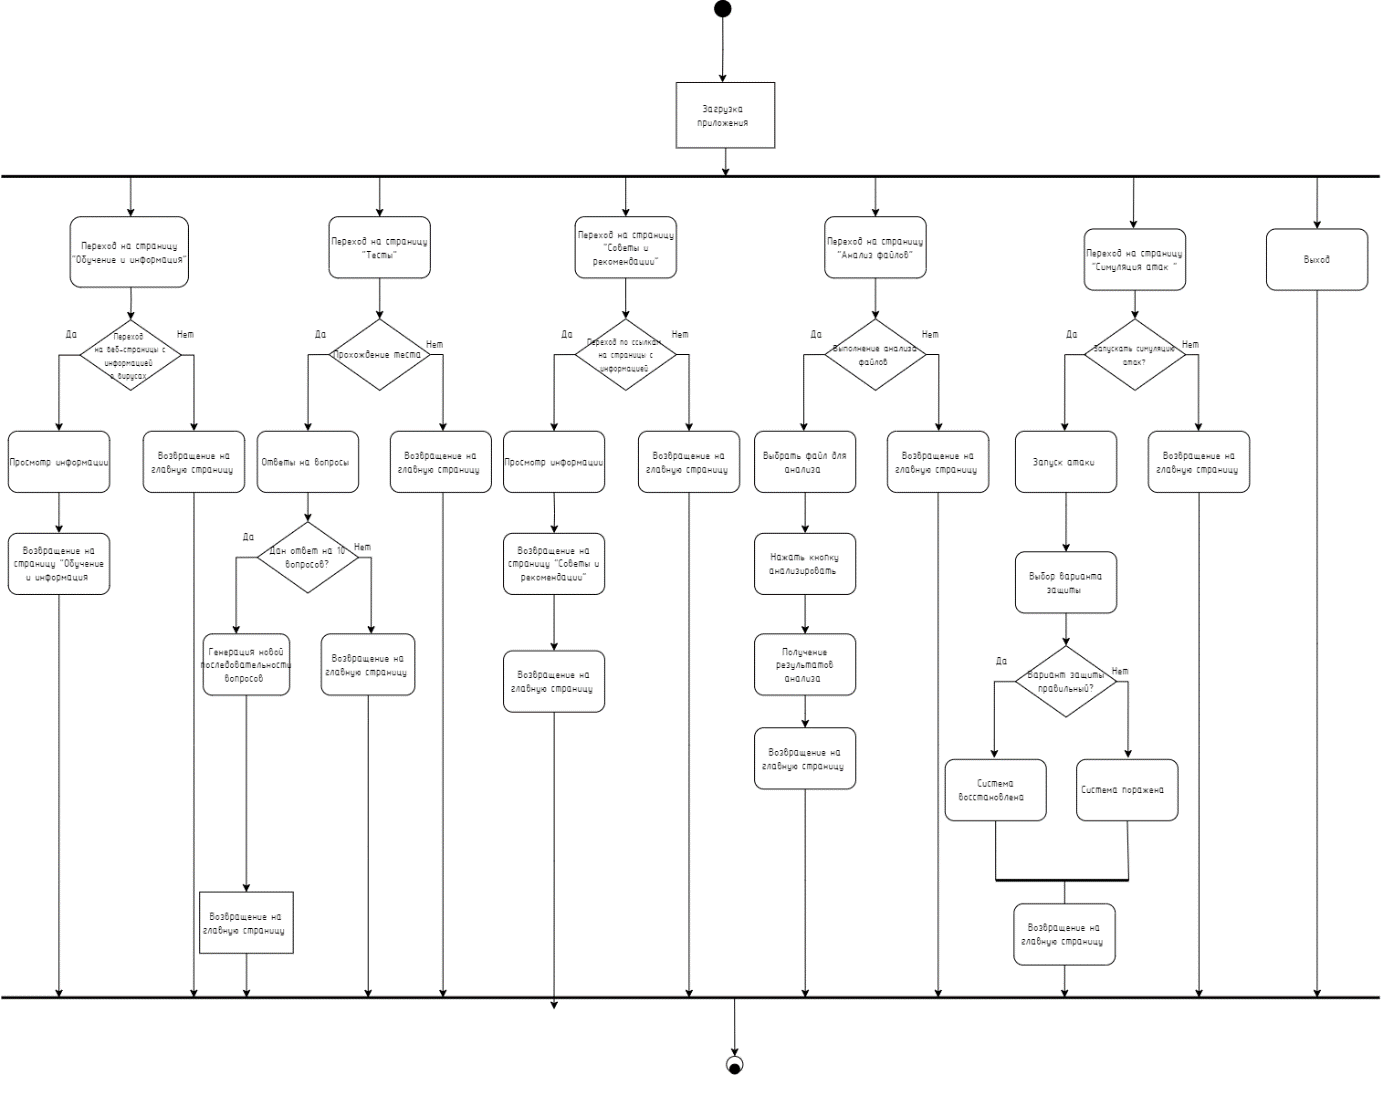 Загрузка
приложения
Переход на страницу
"Обучение и информация"
Переход на страницу
"Тесты"
Переход на страницу
"Советы и
рекомендации"
Переход на страницу
"Анализ файлов"
Переход на страницу
"Симуляция атак "
Выход
Да
Переход
на веб-страницы с
информацией
о вирусах
Нет
Да
Прохождение теста
Нет
Да
Переход по ссылкам
на страницы с
информацией
Нет
Да
Выполнение анализа
файлов
Нет
Да
Запускать симуляцию
атак?
Нет
Просмотр информации
Возвращение на
главную страницу
Ответы на вопросы
Возвращение на
главную страницу
Просмотр информации
Возвращение на
главную страницу
Выбрать файл для
анализа
Возвращение на
главную страницу
Запуск атаки
Возвращение на
главную страницу
Возвращение на
страницу "Обучение
и информация
Да
Дан ответ на 10
вопросов?
Нет
Возвращение на
страницу "Советы и
рекомендации"
Нажать кнопку
анализировать
Выбор варианта
защиты
Генерация новой
последовательности
вопросов
Возвращение на
главную страницу
Возвращение на
главную страницу
Получение
результатов
анализа
Да
Вариант защиты
правильный?
Нет
Возвращение на
главную страницу
Система
восстановлена
Система поражена
Возвращение на
главную страницу
Возвращение на
главную страницу